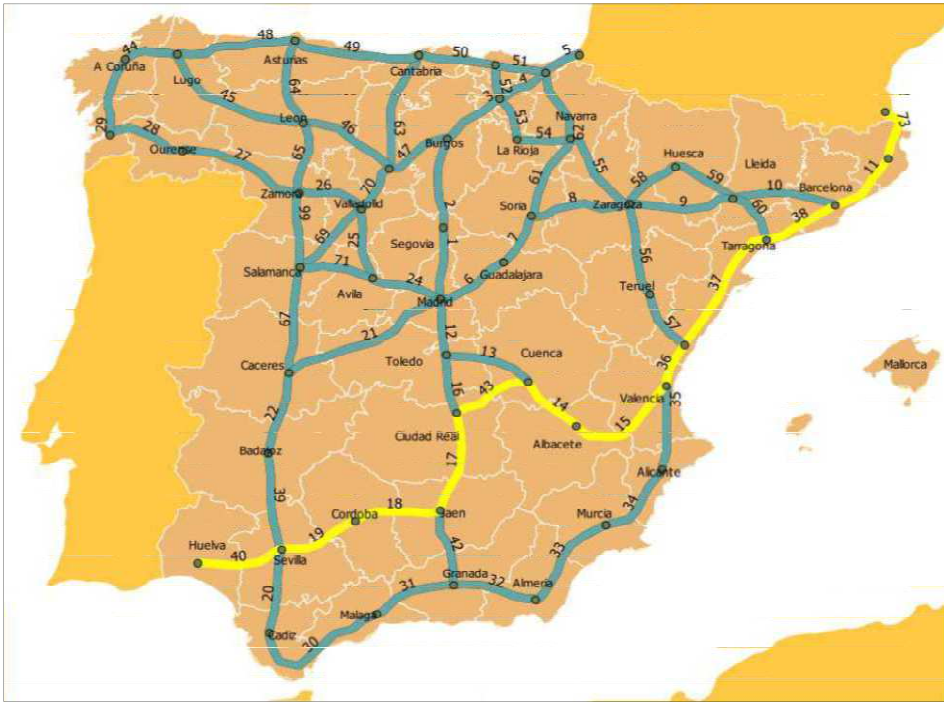 44
48
49
50
51
5
A Coruña
Lugo
Asturias
Cantabria
4
52
3
73
64
45
46
63
47
53
54
Navarra
29
28
Leon
Burgos
La Rioja
62
11
Ourense
27
65
70
61
55
58
Huesca
59
Lleida
10
Barcelona
Zamora
26
Valladolid
66
2
Soria
8
Zaragoza
9
60
38
69
25
Segovia
1
7
Tarragona
Salamanca
71
Avila
24
6
Guadalajara
56
37
Madrid
Teruel
67
21
12
57
Caceres
Toledo
13
Cuenca
36
Mallorca
22
16
43
14
15
Valencia
35
Ciudad Real
Albacete
Badajoz
17
Alicante
39
18
34
Cordoba
Jaen
Murcia
Huelva
19
33
40
Sevilla
42
20
31
Granada
32
Almeria
Malaga
Cadiz
30